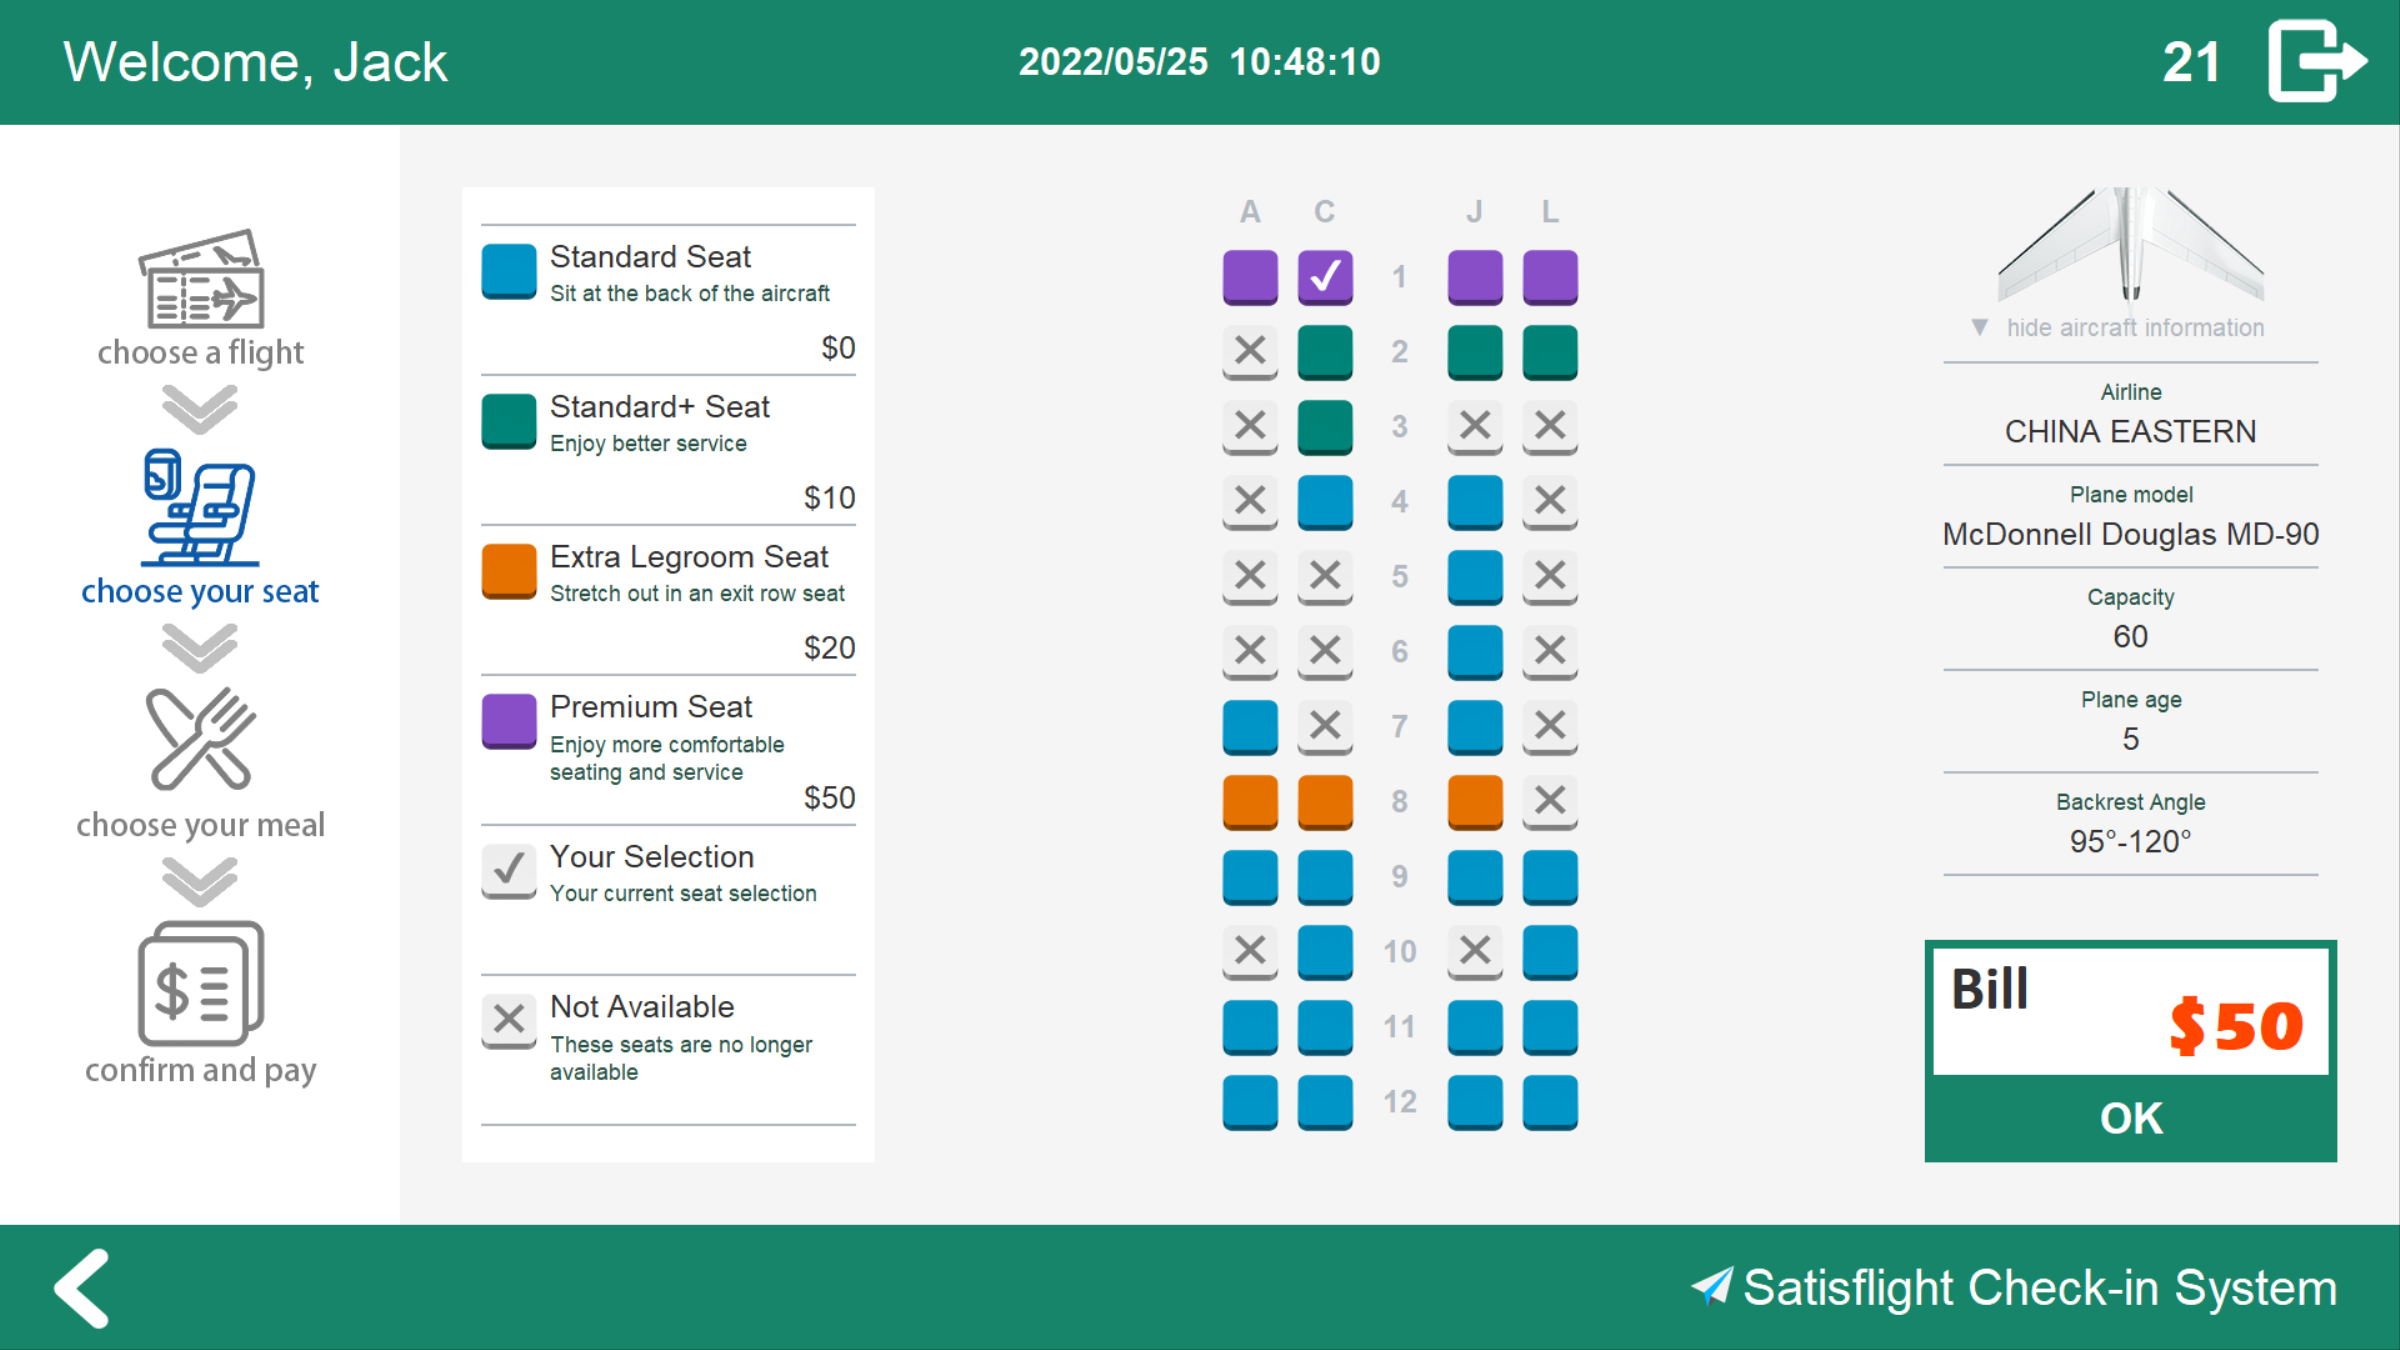 Welcome, Jack
2022/05/25 10:48:10
21
choose a flight
choose your seat
choose your meal
confirm and pay
Standard Seat
Sit at the back of the aircraft
$0
Standard+ Seat
Enjoy better service
$10
Extra Legroom Seat
Stretch out in an exit row seat
$20
Premium Seat
Enjoy more comfortable
seating and service
$50
Your Selection
Your current seat selection
Not Available
These seats are no longer
available
A C J L
1
2
3
4
5
6
7
8
9
10
11
12
▼ hide aircraft information
Airline
CHINA EASTERN
Plane model
McDonnell Douglas MD-90
Capacity
60
Plane age
5
Backrest Angle
95°-120°
Bill
$50
OK
Satisflight Check-in System